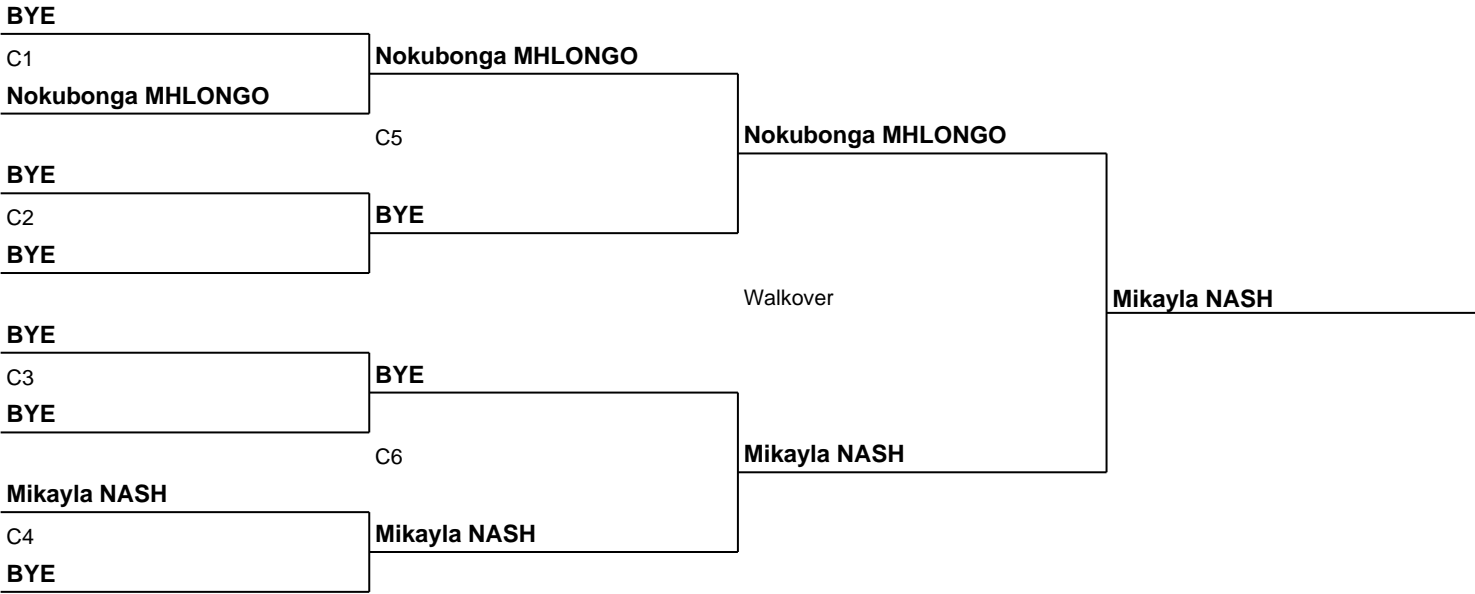 BYE
C1
Nokubonga MHLONGO
Nokubonga MHLONGO
C5
Nokubonga MHLONGO
BYE
C2
BYE
BYE
Walkover
Mikayla NASH
BYE
C3
BYE
BYE
C6
Mikayla NASH
Mikayla NASH
C4
Mikayla NASH
BYE